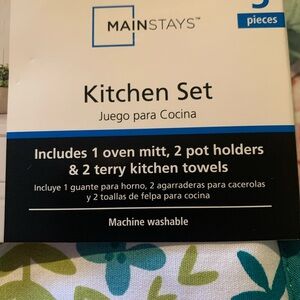 MAINSTAYS™
pieces
Kitchen Set
Juego para Cocina
Includes 1 oven mitt, 2 pot holders
& 2 terry kitchen towels
Incluye 1 guante para horno, 2 agarraderas para cacerolas
y 2 toallas de felpa para cocina
Machine washable